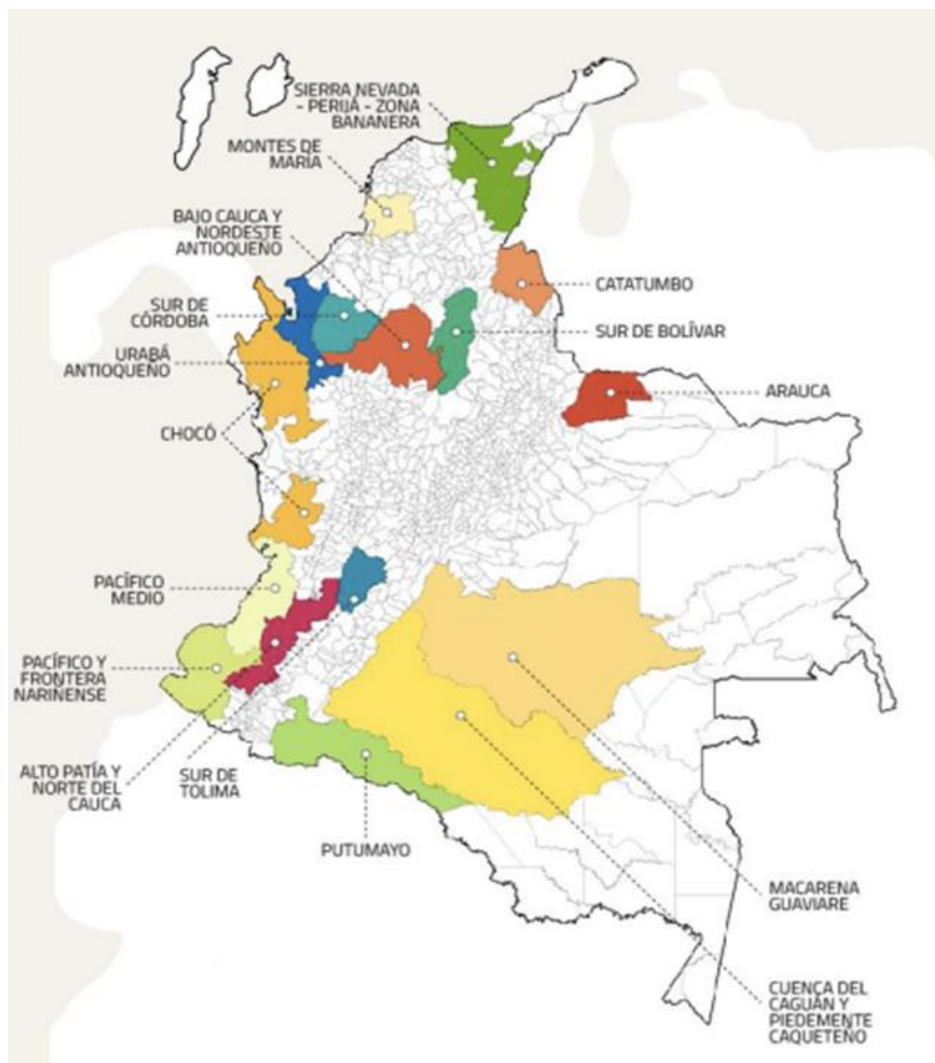 SIERRA NEVADA
- PERIJÁ - ZONA
BANANERA
MONTES DE
MARÍA
BAJO CAUCA Y
NORDESTE
ANTIOQUEÑO
CATATUMBO
SUR DE
CÓRDOBA
SUR DE BOLÍVAR
URABÁ
ANTIOQUEÑO
ARAUCA
CHOCÓ
PACÍFICO
MEDIO
PACÍFICO Y
FRONTERA
NARIÑENSE
ALTO PATÍA Y
NORTE DEL
CAUCA
SUR DE
TOLIMA
PUTUMAYO
MACARENA
GUAVIARE
CUENCA DEL
CAGUÁN Y
PIEDEMENTE
CAQUETEÑO